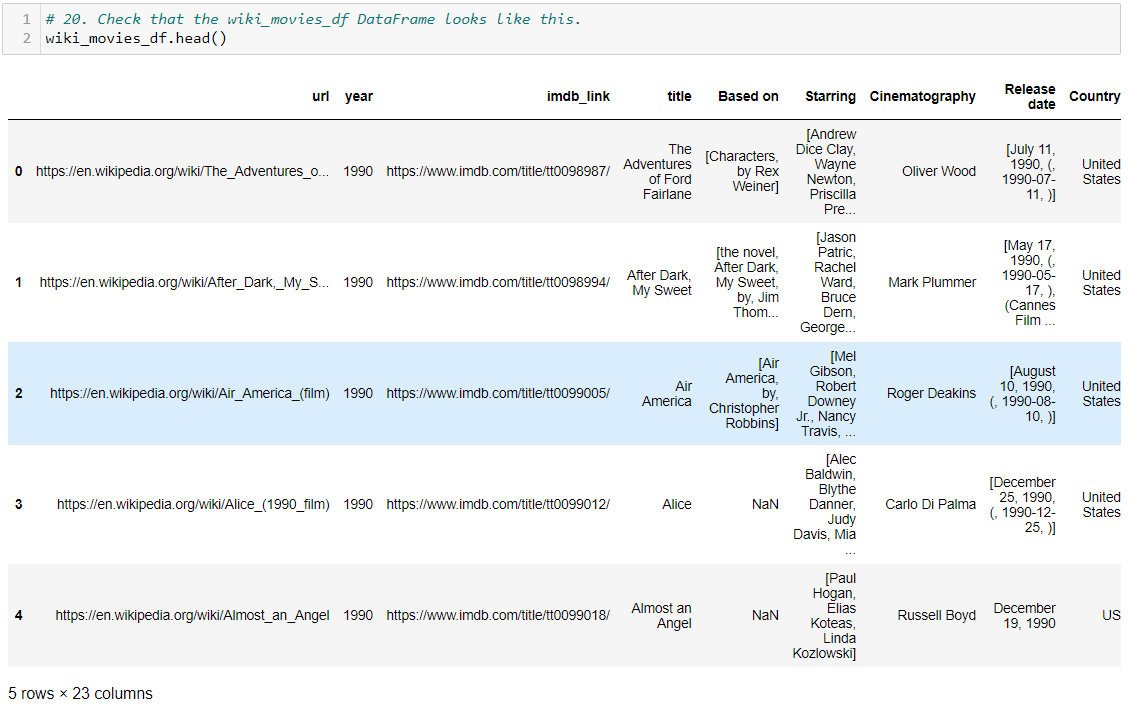 1 # 20. Check that the wiki_movies_df DataFrame looks like this.
2 wiki_movies_df.head()
url year imdb_link title Based on Starring Cinematography Release date Country
0 https://en.wikipedia.org/wiki/The_Adventures_o... 1990 https://www.imdb.com/title/tt0098987/ The Adventures of Ford Fairlane [Characters, by Rex Weiner] [Andrew Dice Clay, Wayne Newton, Priscilla Pre... Oliver Wood [July 11, 1990, (, 1990-07-11, )] United States
1 https://en.wikipedia.org/wiki/After_Dark,_My_S... 1990 https://www.imdb.com/title/tt0098994/ After Dark, My Sweet [the novel, After Dark, My Sweet, by, Jim Thom... [Jason Patric, Rachel Ward, Bruce Dern, George... Mark Plummer [May 17, 1990, (, 1990-05-17, ), (Cannes Film ... United States
2 https://en.wikipedia.org/wiki/Air_America_(film) 1990 https://www.imdb.com/title/tt0099005/ Air America [Air America, by, Christopher Robbins] [Mel Gibson, Robert Downey Jr., Nancy Travis, ... Roger Deakins [August 10, 1990, (, 1990-08-10, )] United States
3 https://en.wikipedia.org/wiki/Alice_(1990_film) 1990 https://www.imdb.com/title/tt0099012/ Alice NaN [Alec Baldwin, Blythe Danner, Judy Davis, Mia ... Carlo Di Palma [December 25, 1990, (, 1990-12-25, )] United States
4 https://en.wikipedia.org/wiki/Almost_an_Angel 1990 https://www.imdb.com/title/tt0099018/ Almost an Angel NaN [Paul Hogan, Elias Koteas, Linda Kozlowski] Russell Boyd December 19, 1990 US
5 rows × 23 columns